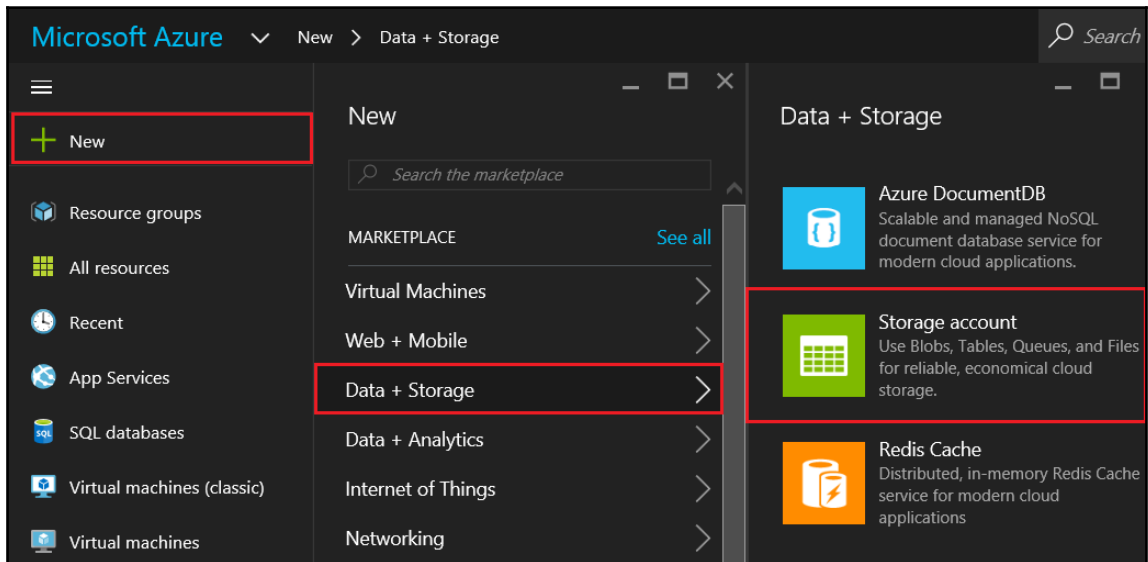 Microsoft Azure New > Data + Storage Search
New
Resource groups
All resources
Recent
App Services
SQL databases
Virtual machines (classic)
Virtual machines
New
Search the marketplace
MARKETPLACE See all
Virtual Machines
Web + Mobile
Data + Storage
Data + Analytics
Internet of Things
Networking
Data + Storage
Azure DocumentDB
Scalable and managed NoSQL
document database service for
modern cloud applications.
Storage account
Use Blobs, Tables, Queues, and Files
for reliable, economical cloud
storage.
Redis Cache
Distributed, in-memory Redis Cache
service for modern cloud
applications